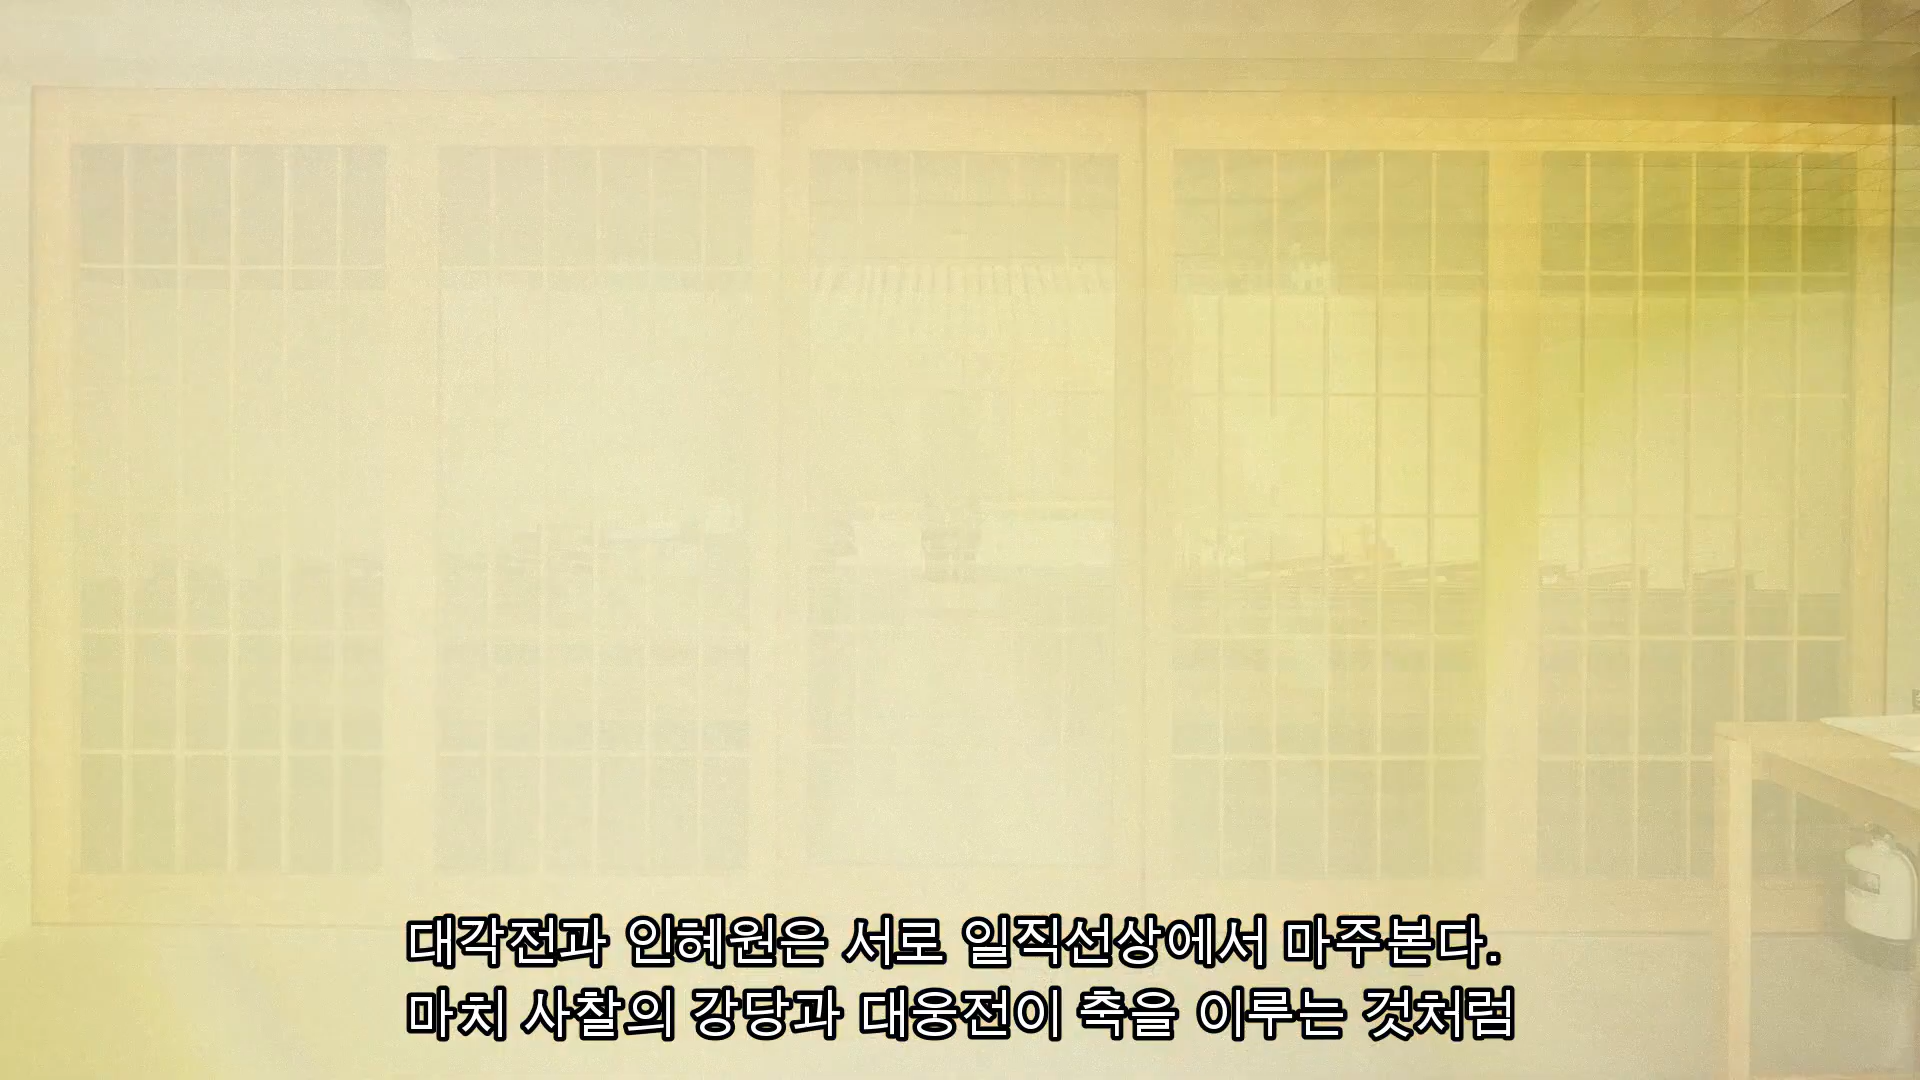 대각전과 인혜원은 서로 일직선상에서 마주본다.
마치 사찰의 강당과 대웅전이 축을 이루는 것처럼